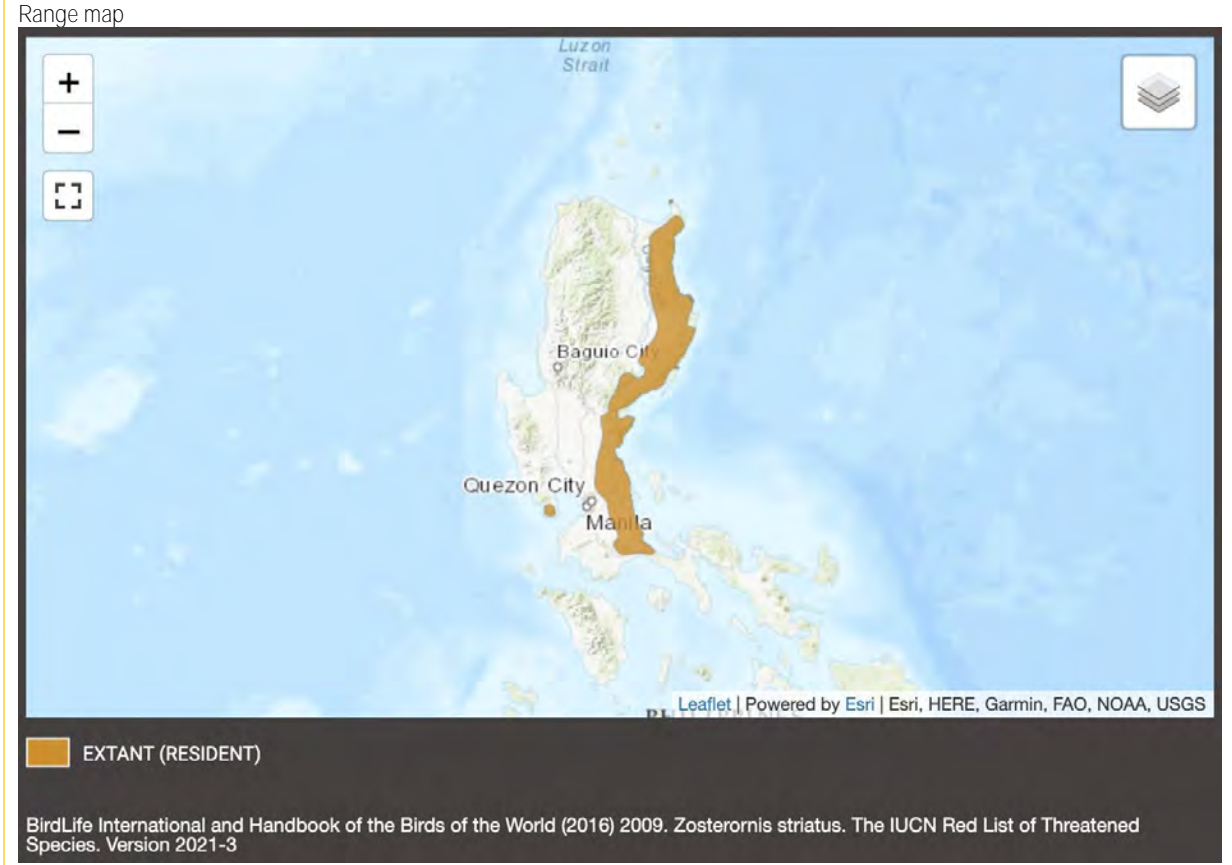 Range map
Luzon
Strait
+
−
Baguio City
Quezon City
Manila
PHILIPPINES
Leaflet | Powered by Esri | Esri, HERE, Garmin, FAO, NOAA, USGS
EXTANT (RESIDENT)
BirdLife International and Handbook of the Birds of the World (2016) 2009. Zosterornis striatus. The IUCN Red List of Threatened
Species. Version 2021-3